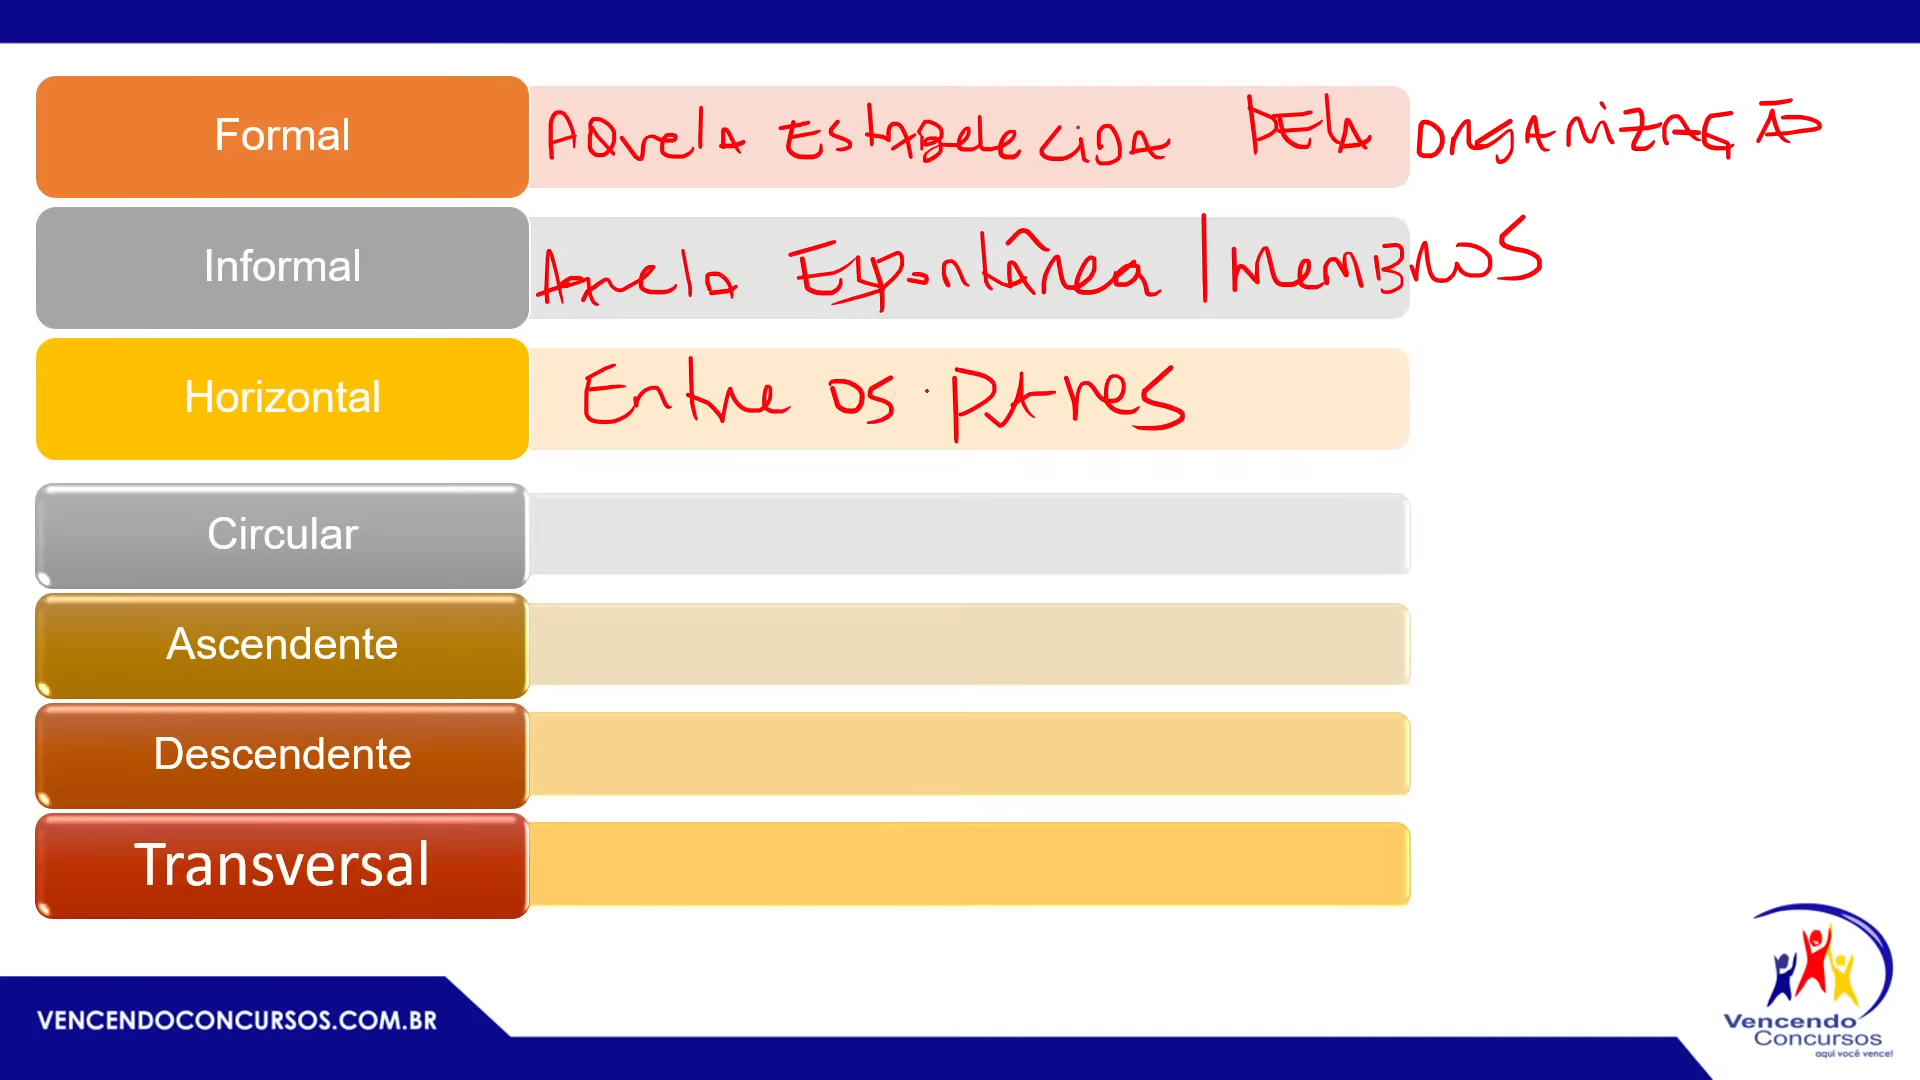 Formal AQuelA ESTABELECIDA PELA ORGANIZAÇÃO
Informal AquelA Espontânea / MEMBROS
Horizontal Entre os PARES
Circular
Ascendente
Descendente
Transversal
VENCENDOCONCURSOS.COM.BR
Vencendo
Concursos
aqui você vence!